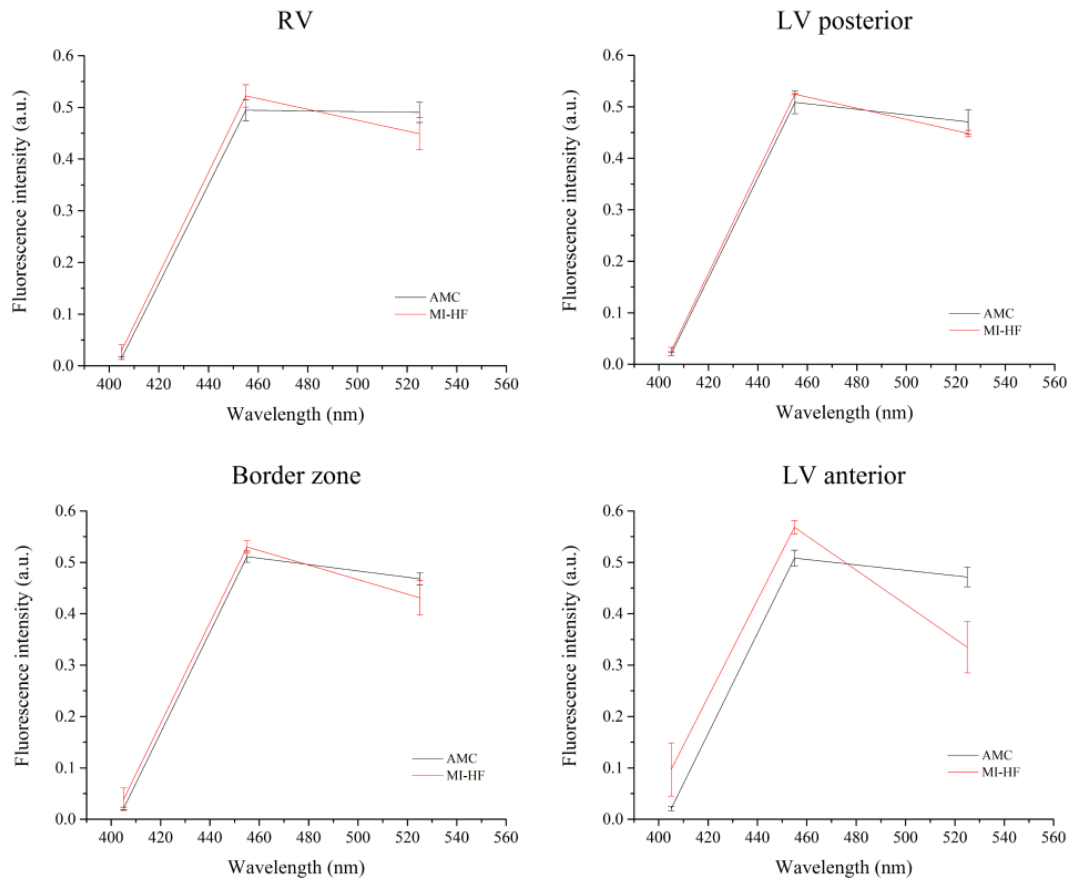 RV
Fluorescence intensity (a.u.)
0.6
0.5
0.4
0.3
0.2
0.1
0.0
AMC
MI-HF
400 420 440 460 480 500 520 540 560
Wavelength (nm)
LV posterior
Fluorescence intensity (a.u.)
0.6
0.5
0.4
0.3
0.2
0.1
0.0
AMC
MI-HF
400 420 440 460 480 500 520 540 560
Wavelength (nm)
Border zone
Fluorescence intensity (a.u.)
0.6
0.5
0.4
0.3
0.2
0.1
0.0
AMC
MI-HF
400 420 440 460 480 500 520 540 560
Wavelength (nm)
LV anterior
Fluorescence intensity (a.u.)
0.6
0.5
0.4
0.3
0.2
0.1
0.0
AMC
MI-HF
400 420 440 460 480 500 520 540 560
Wavelength (nm)